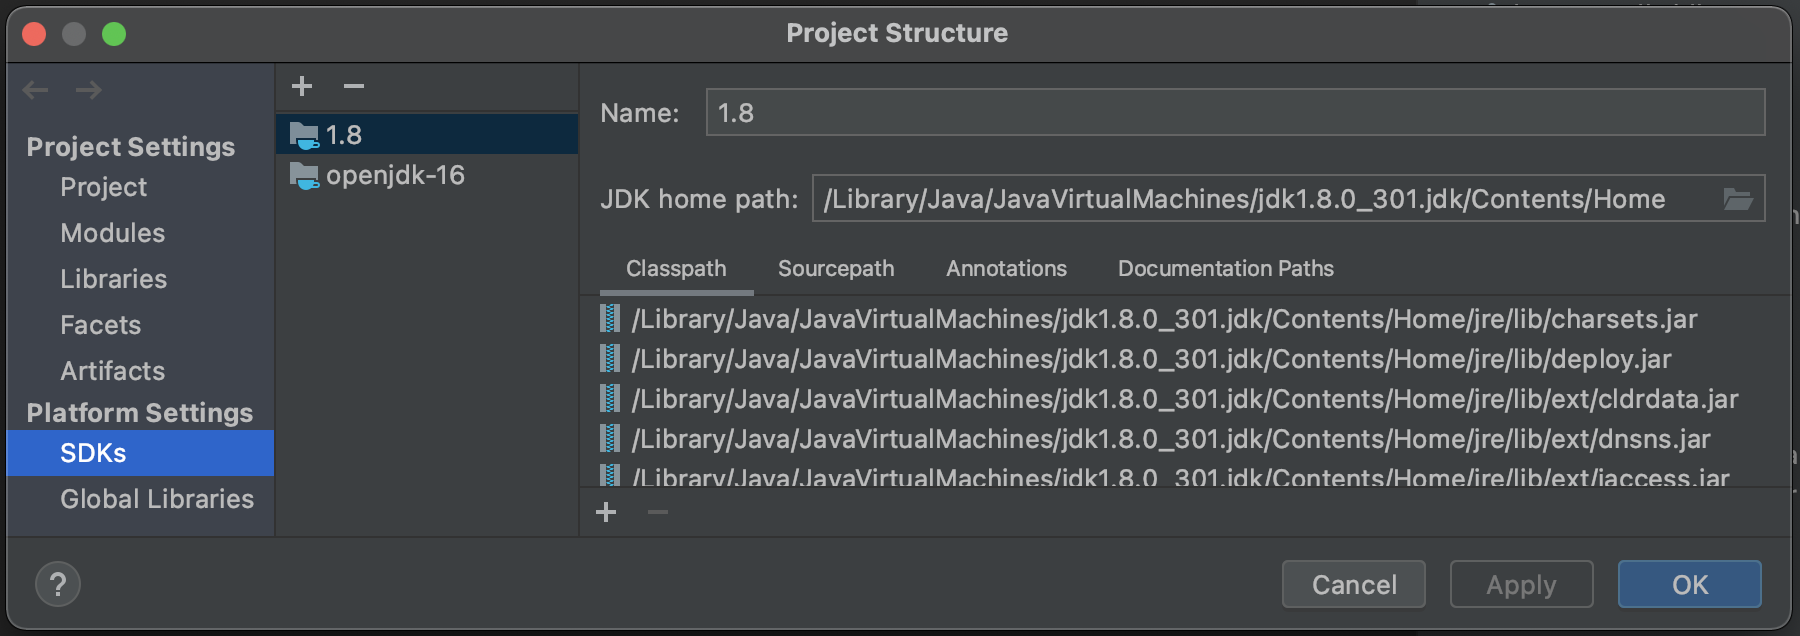 Project Structure
Project Settings
Project
Modules
Libraries
Facets
Artifacts
Platform Settings
SDKs
Global Libraries
1.8
openjdk-16
Name: 1.8
JDK home path: /Library/Java/JavaVirtualMachines/jdk1.8.0_301.jdk/Contents/Home
Classpath Sourcepath Annotations Documentation Paths
/Library/Java/JavaVirtualMachines/jdk1.8.0_301.jdk/Contents/Home/jre/lib/charsets.jar
/Library/Java/JavaVirtualMachines/jdk1.8.0_301.jdk/Contents/Home/jre/lib/deploy.jar
/Library/Java/JavaVirtualMachines/jdk1.8.0_301.jdk/Contents/Home/jre/lib/ext/cldrdata.jar
/Library/Java/JavaVirtualMachines/jdk1.8.0_301.jdk/Contents/Home/jre/lib/ext/dnsns.jar
/Library/Java/JavaVirtualMachines/jdk1.8.0_301.jdk/Contents/Home/jre/lib/ext/jaccess.jar
?
Cancel Apply OK